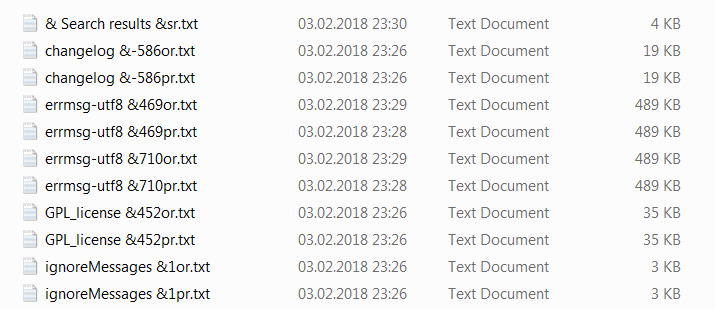 & Search results &sr.txt 03.02.2018 23:30 Text Document 4 KB
changelog &-586or.txt 03.02.2018 23:26 Text Document 19 KB
changelog &-586pr.txt 03.02.2018 23:26 Text Document 19 KB
errmsg-utf8 &469or.txt 03.02.2018 23:29 Text Document 489 KB
errmsg-utf8 &469pr.txt 03.02.2018 23:28 Text Document 489 KB
errmsg-utf8 &710or.txt 03.02.2018 23:29 Text Document 489 KB
errmsg-utf8 &710pr.txt 03.02.2018 23:28 Text Document 489 KB
GPL_license &452or.txt 03.02.2018 23:26 Text Document 35 KB
GPL_license &452pr.txt 03.02.2018 23:26 Text Document 35 KB
ignoreMessages &1or.txt 03.02.2018 23:26 Text Document 3 KB
ignoreMessages &1pr.txt 03.02.2018 23:26 Text Document 3 KB